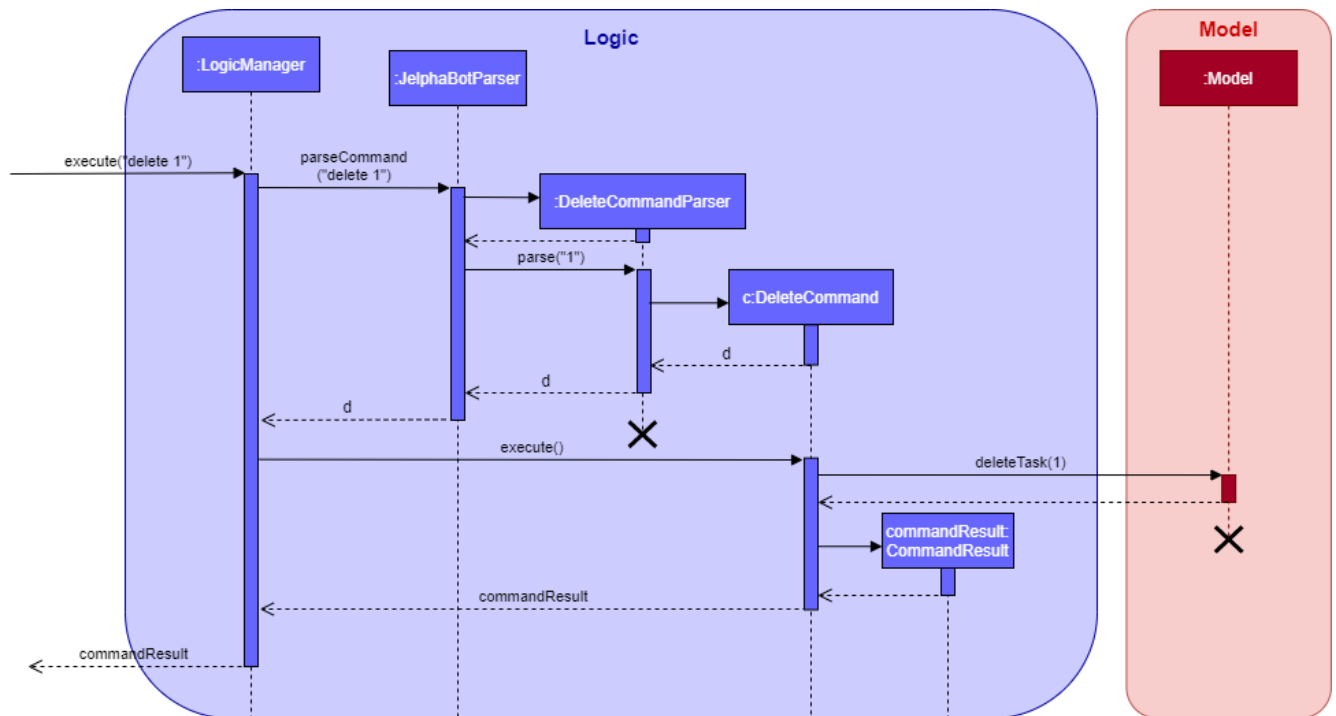 Logic
Model
:LogicManager
:JelphaBotParser
:Model
execute("delete 1")
parseCommand
("delete 1")
:DeleteCommandParser
parse("1")
c:DeleteCommand
d
d
d
execute()
deleteTask(1)
commandResult:
CommandResult
commandResult
commandResult